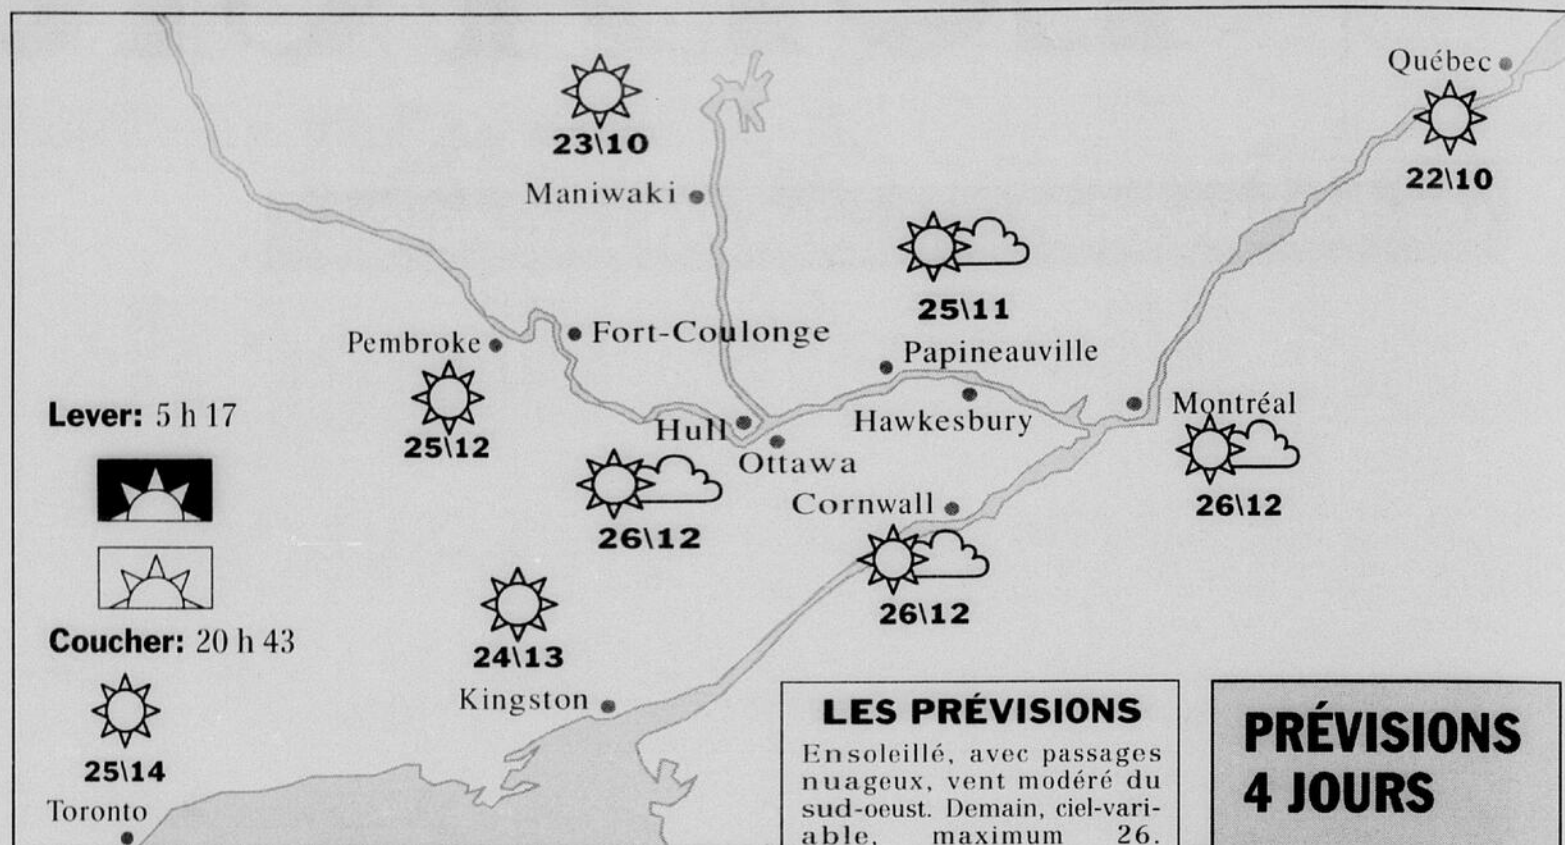 Québec
22\10
23\10
Maniwaki
25\11
Papineauville
Fort-Coulonge
Pembroke
25\12
Lever: 5 h 17
Hull
Ottawa
26\12
Hawkesbury
Montréal
26\12
Cornwall
26\12
Coucher: 20 h 43
24\13
Kingston
25\14
Toronto
LES PRÉVISIONS
Ensoleillé, avec passages
nuageux, vent modéré du
sud-oeust. Demain, ciel-vari-
able, maximum 26.
PRÉVISIONS
4 JOURS